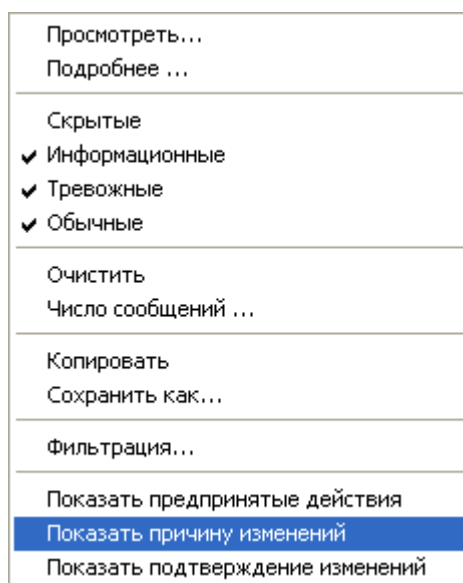 Просмотреть...
Подробнее ...
Скрытые
Информационные
Тревожные
Обычные
Очистить
Число сообщений ...
Копировать
Сохранить как...
Фильтрация...
Показать предпринятые действия
Показать причину изменений
Показать подтверждение изменений